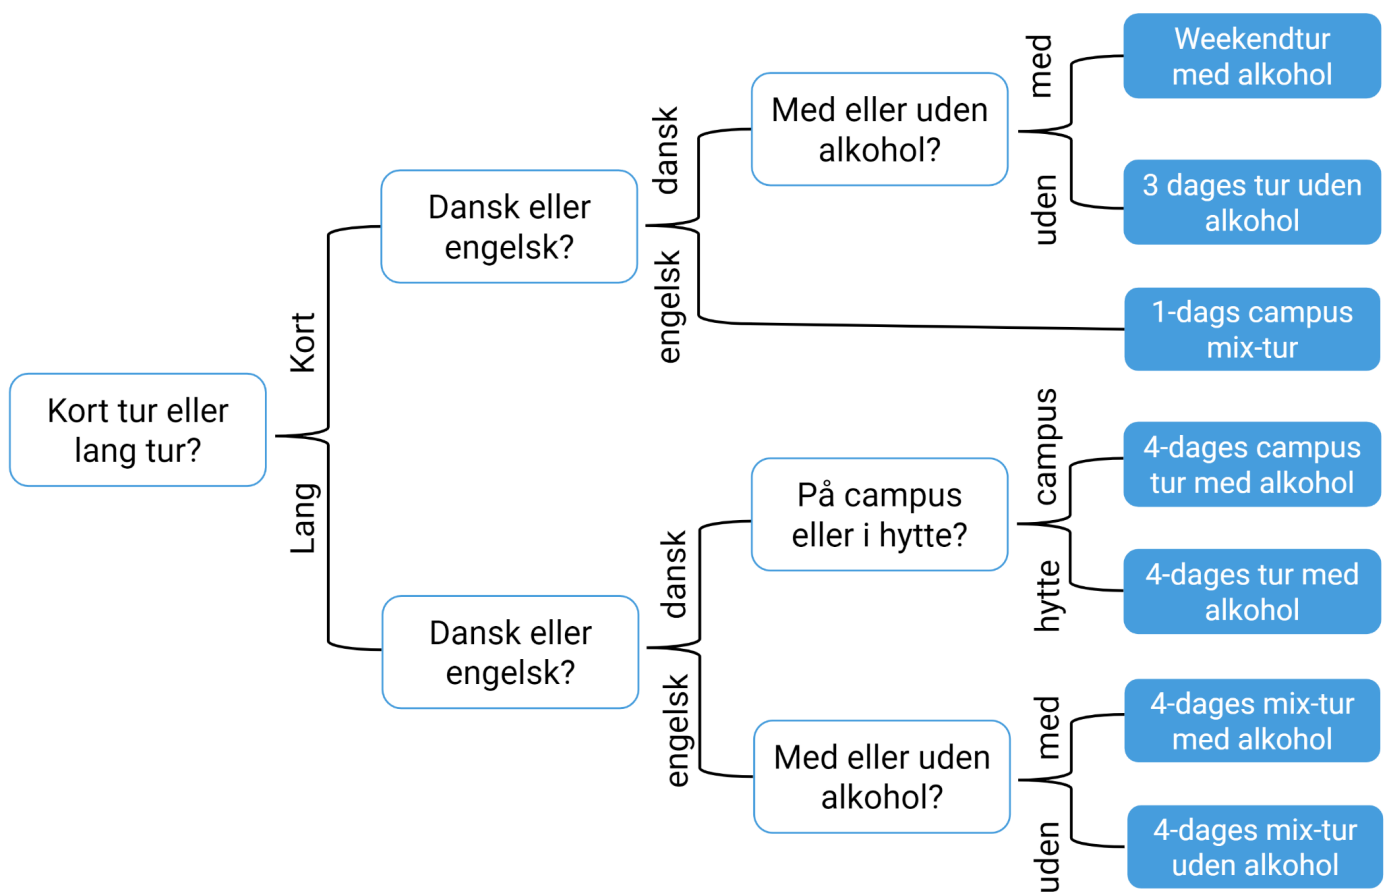 Kort tur eller
lang tur?
Kort
Lang
Dansk eller
engelsk?
dansk
engelsk
Med eller uden
alkohol?
med
uden
Weekendtur
med alkohol
3 dages tur uden
alkohol
1-dags campus
mix-tur
Dansk eller
engelsk?
dansk
engelsk
På campus
eller i hytte?
campus
hytte
4-dages campus
tur med alkohol
4-dages tur med
alkohol
Med eller uden
alkohol?
med
uden
4-dages mix-tur
med alkohol
4-dages mix-tur
uden alkohol